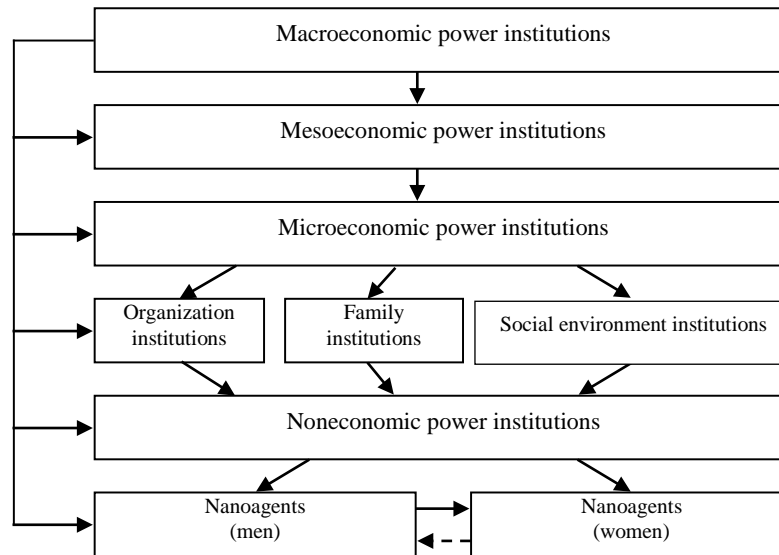 Macroeconomic power institutions
Mesoeconomic power institutions
Microeconomic power institutions
Organization
institutions
Family
institutions
Social environment institutions
Noneconomic power institutions
Nanoagents
(men)
Nanoagents
(women)